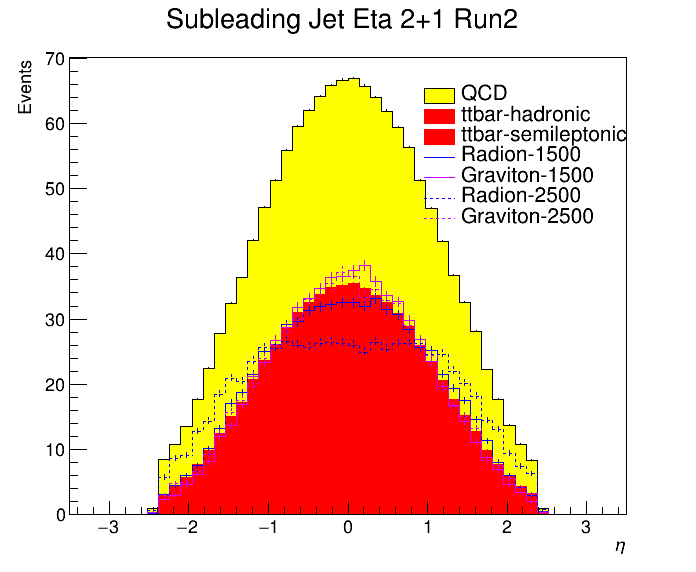 Subleading Jet Eta 2+1 Run2
Events
70
60
50
40
30
20
10
0
QCD
ttbar-hadronic
ttbar-semileptonic
Radion-1500
Graviton-1500
Radion-2500
Graviton-2500
−3 −2 −1 0 1 2 3
η